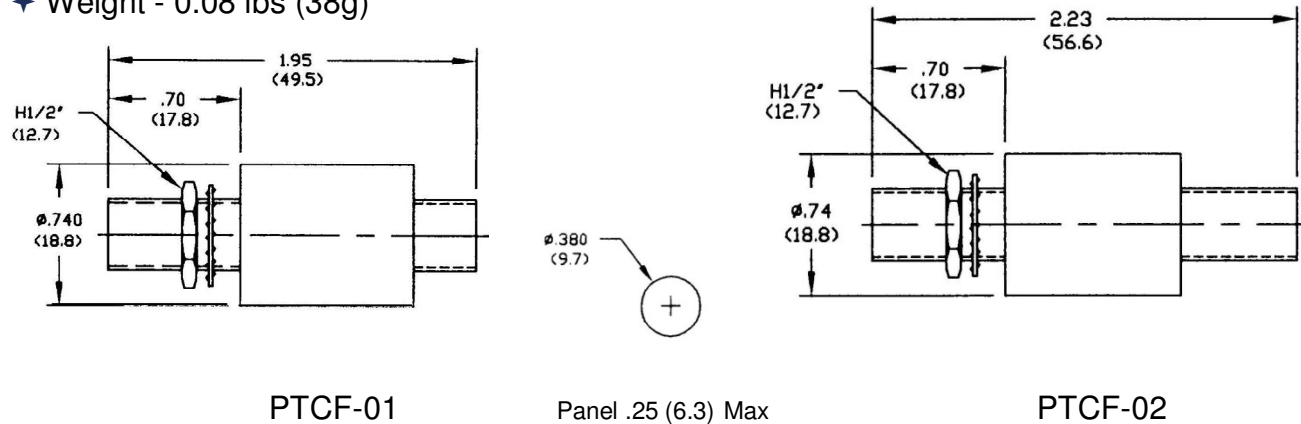 ✦ Weight - 0.08 lbs (38g)
1.95
(49.5)
.70
(17.8)
H1/2"
(12.7)
ø.740
(18.8)
ø.380
(9.7)
2.23
(56.6)
.70
(17.8)
H1/2"
(12.7)
ø.74
(18.8)
PTCF-01
Panel .25 (6.3) Max
PTCF-02